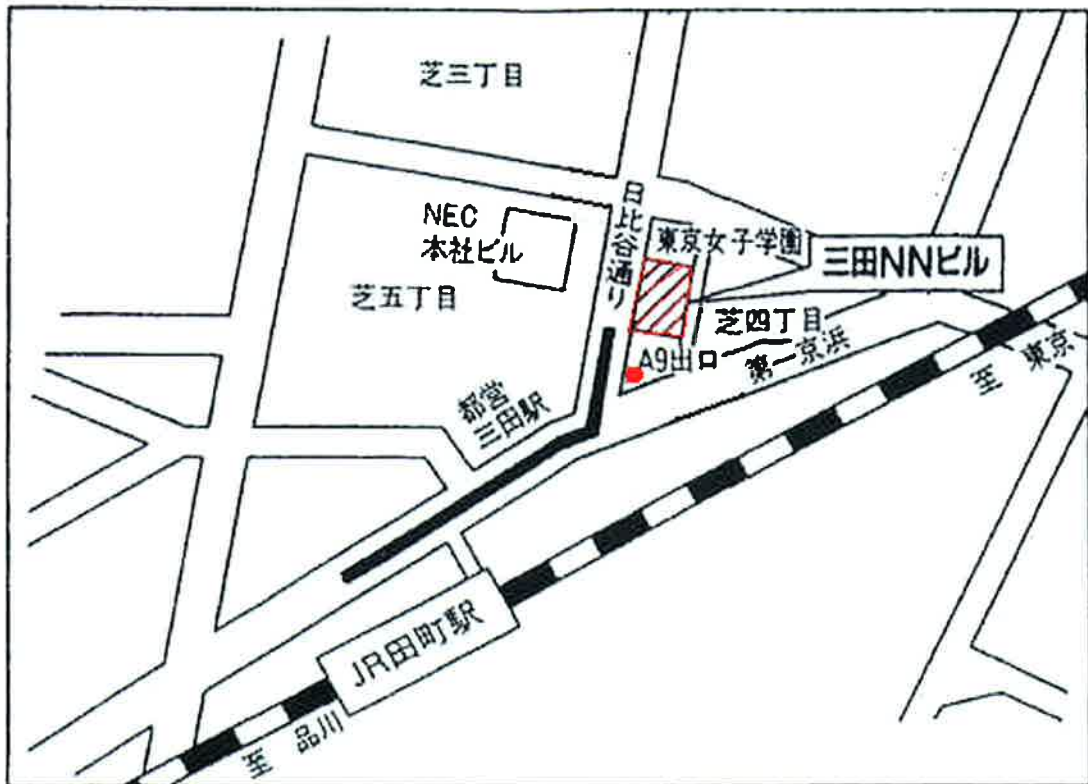 芝三丁目
日比谷通り
NEC
本社ビル
東京女子学園
三田NNビル
芝五丁目
芝四丁目
A9出口
第一京浜
都営
三田駅
至 東京
JR田町駅
至 品川